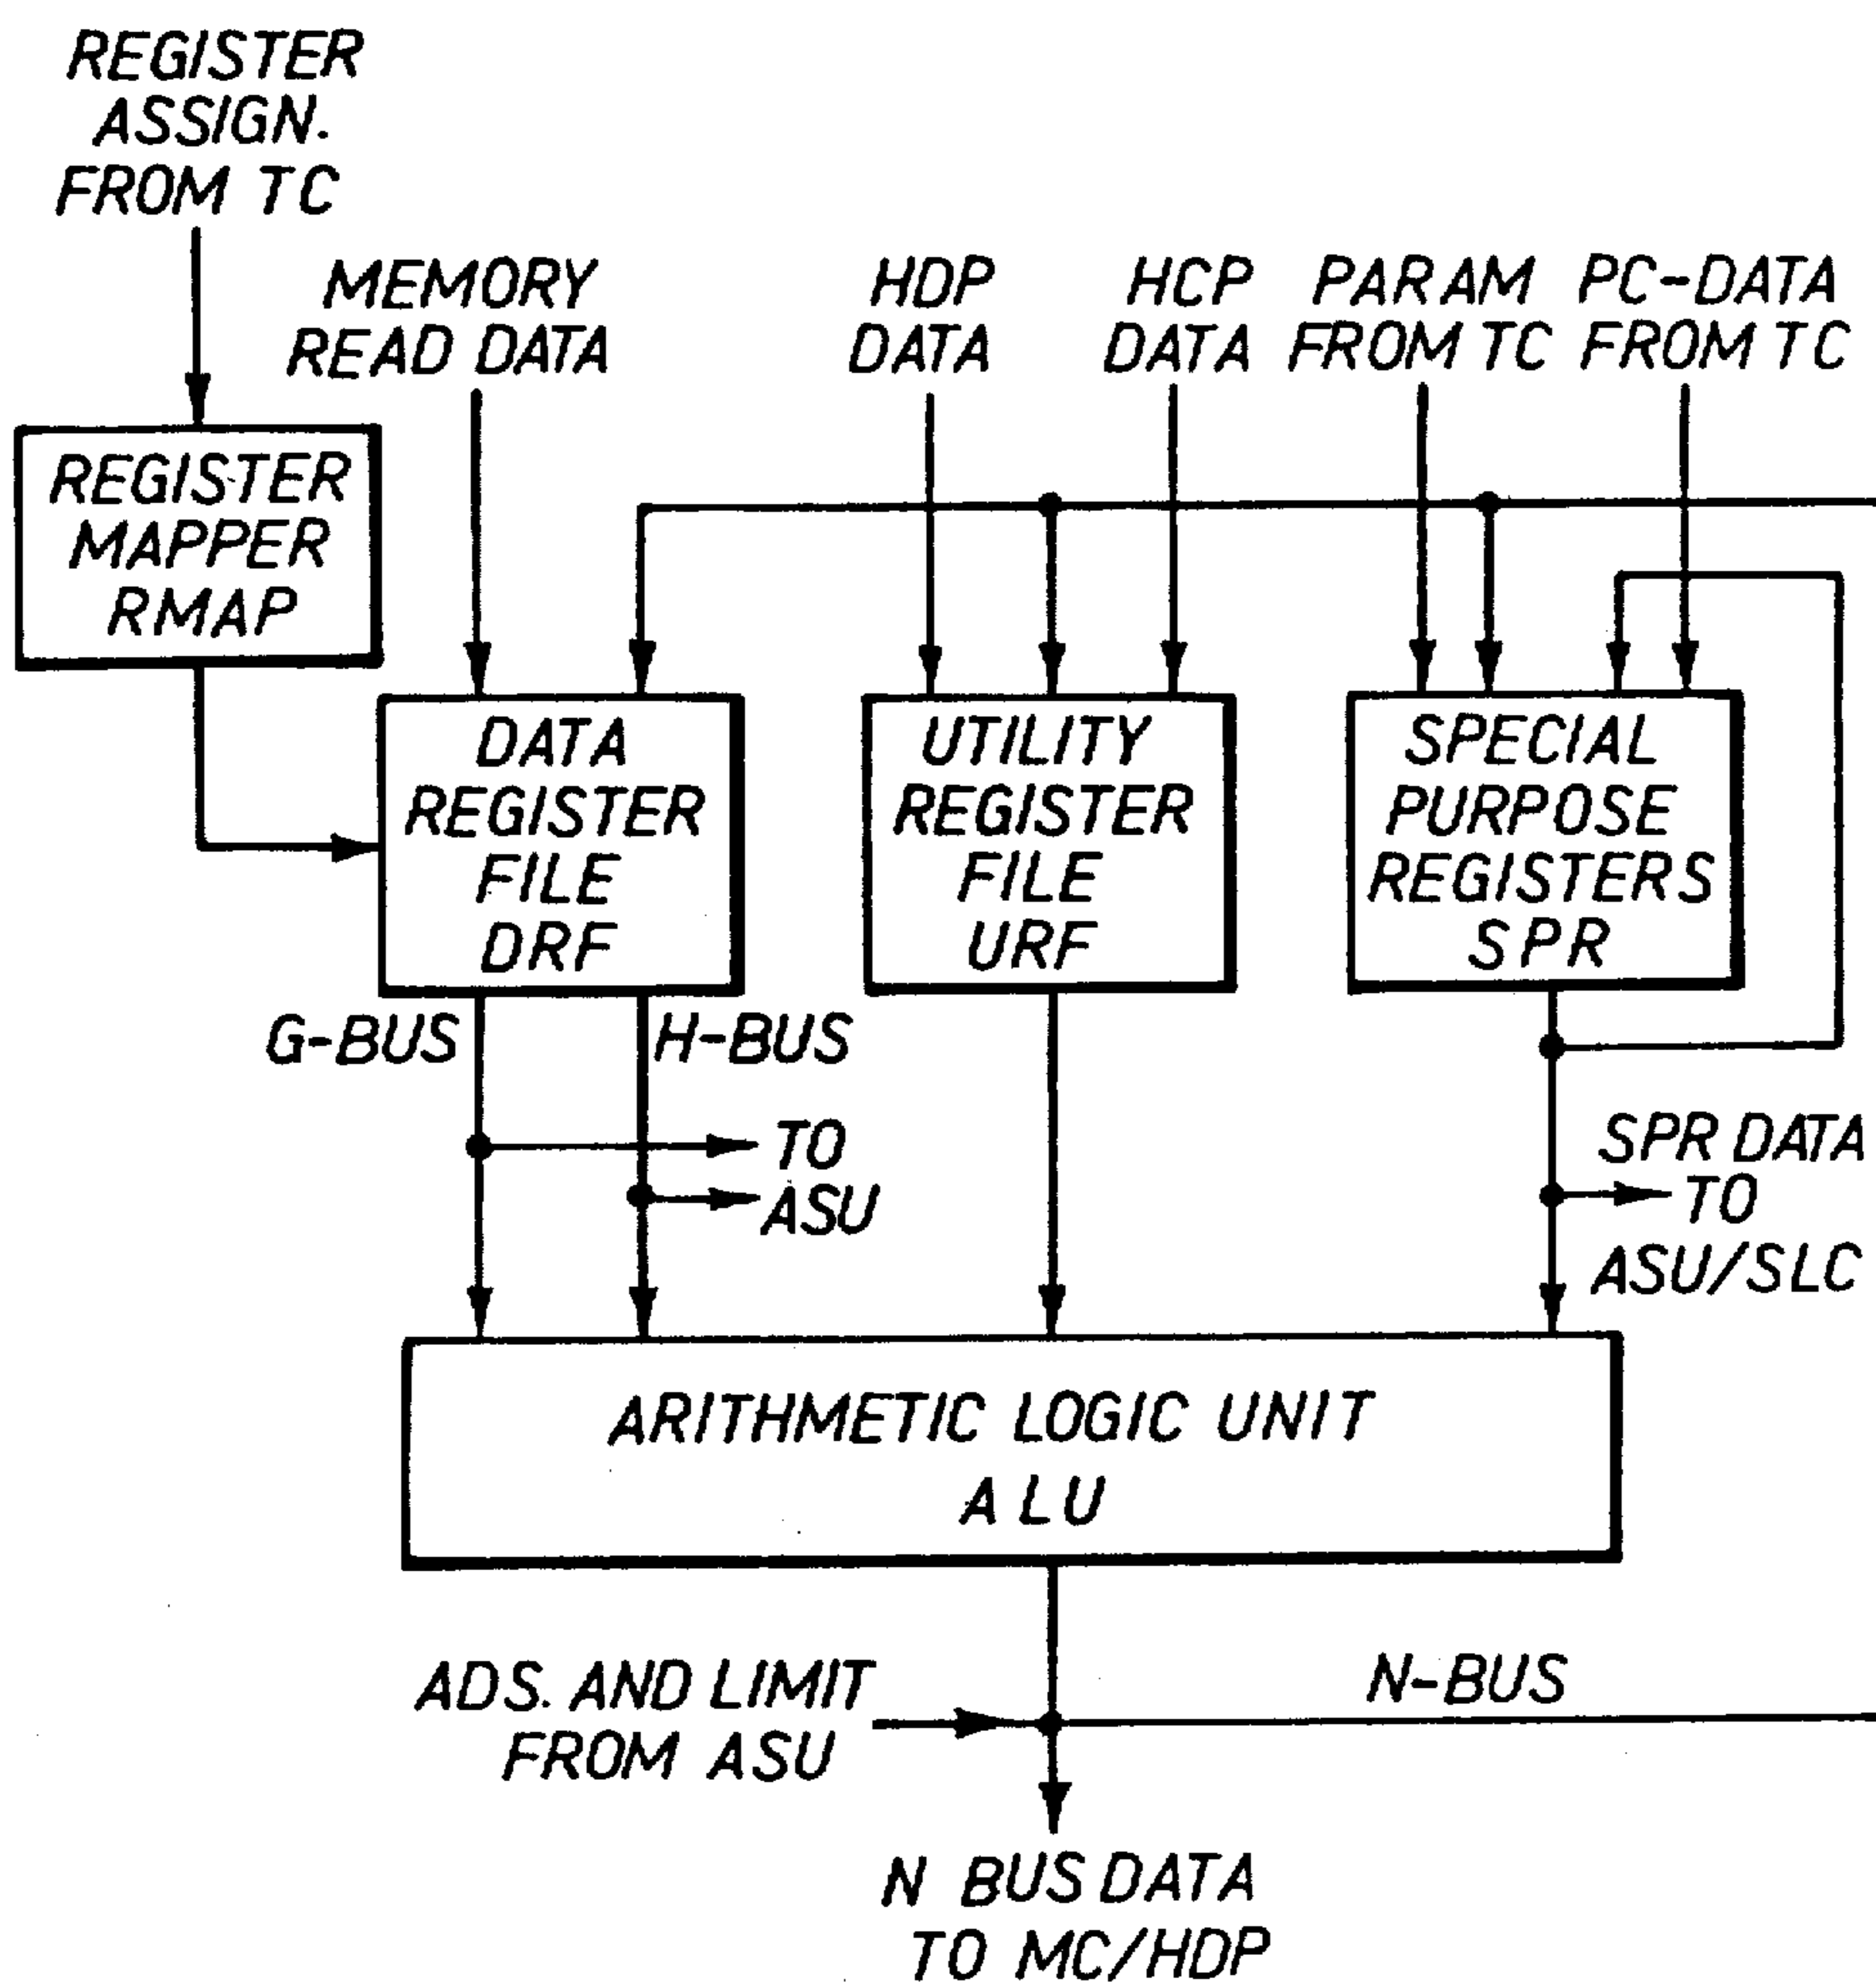 REGISTER
ASSIGN.
FROM TC
MEMORY
READ DATA
HDP
DATA
HCP
DATA
PARAM
FROM TC
PC-DATA
FROM TC
REGISTER
MAPPER
RMAP
DATA
REGISTER
FILE
DRF
UTILITY
REGISTER
FILE
URF
SPECIAL
PURPOSE
REGISTERS
SPR
G-BUS
H-BUS
TO
ASU
SPR DATA
TO
ASU/SLC
ARITHMETIC LOGIC UNIT
ALU
ADS. AND LIMIT
FROM ASU
N-BUS
N BUS DATA
TO MC/HDP